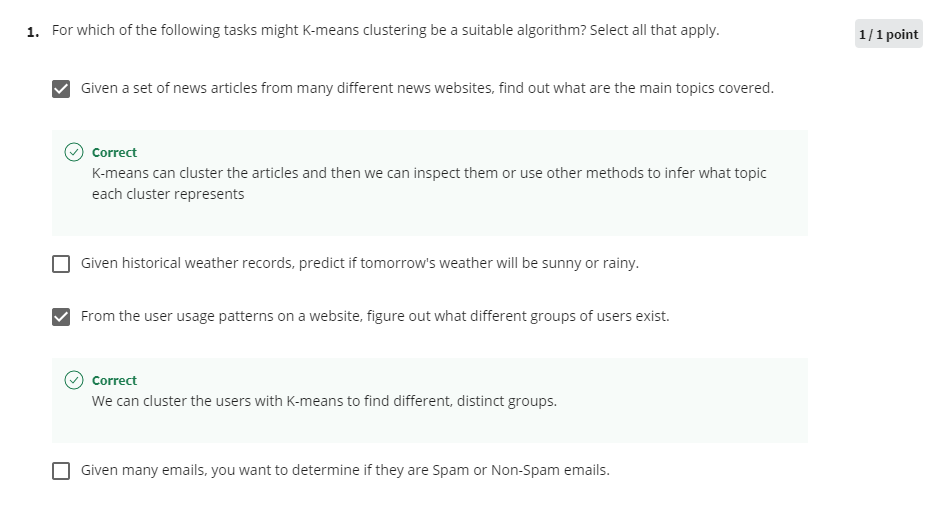 1. For which of the following tasks might K-means clustering be a suitable algorithm? Select all that apply.
1 / 1 point
Given a set of news articles from many different news websites, find out what are the main topics covered.
Correct
K-means can cluster the articles and then we can inspect them or use other methods to infer what topic
each cluster represents
Given historical weather records, predict if tomorrow's weather will be sunny or rainy.
From the user usage patterns on a website, figure out what different groups of users exist.
Correct
We can cluster the users with K-means to find different, distinct groups.
Given many emails, you want to determine if they are Spam or Non-Spam emails.